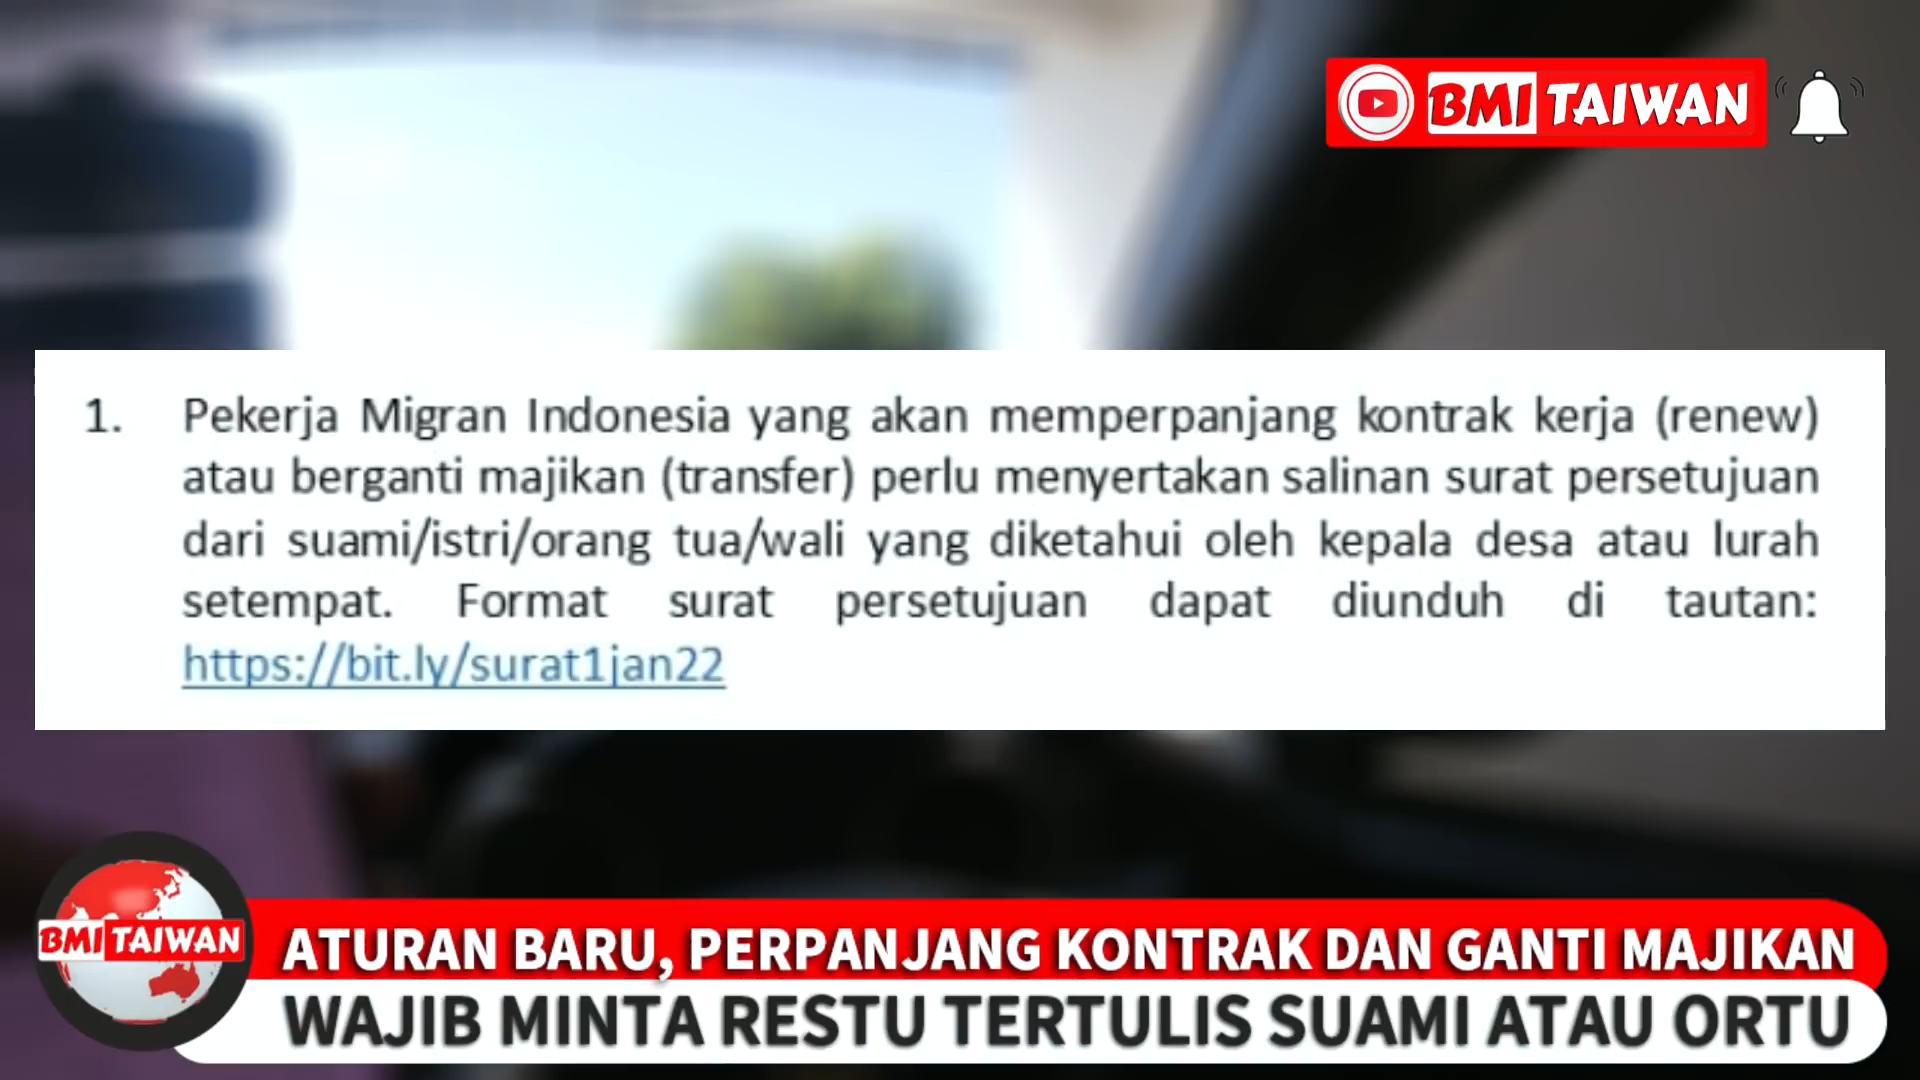 BMI TAIWAN
1. Pekerja Migran Indonesia yang akan memperpanjang kontrak kerja (renew)
atau berganti majikan (transfer) perlu menyertakan salinan surat persetujuan
dari suami/istri/orang tua/wali yang diketahui oleh kepala desa atau lurah
setempat. Format surat persetujuan dapat diunduh di tautan:
https://bit.ly/surat1jan22
BMI TAIWAN
ATURAN BARU, PERPANJANG KONTRAK DAN GANTI MAJIKAN
WAJIB MINTA RESTU TERTULIS SUAMI ATAU ORTU